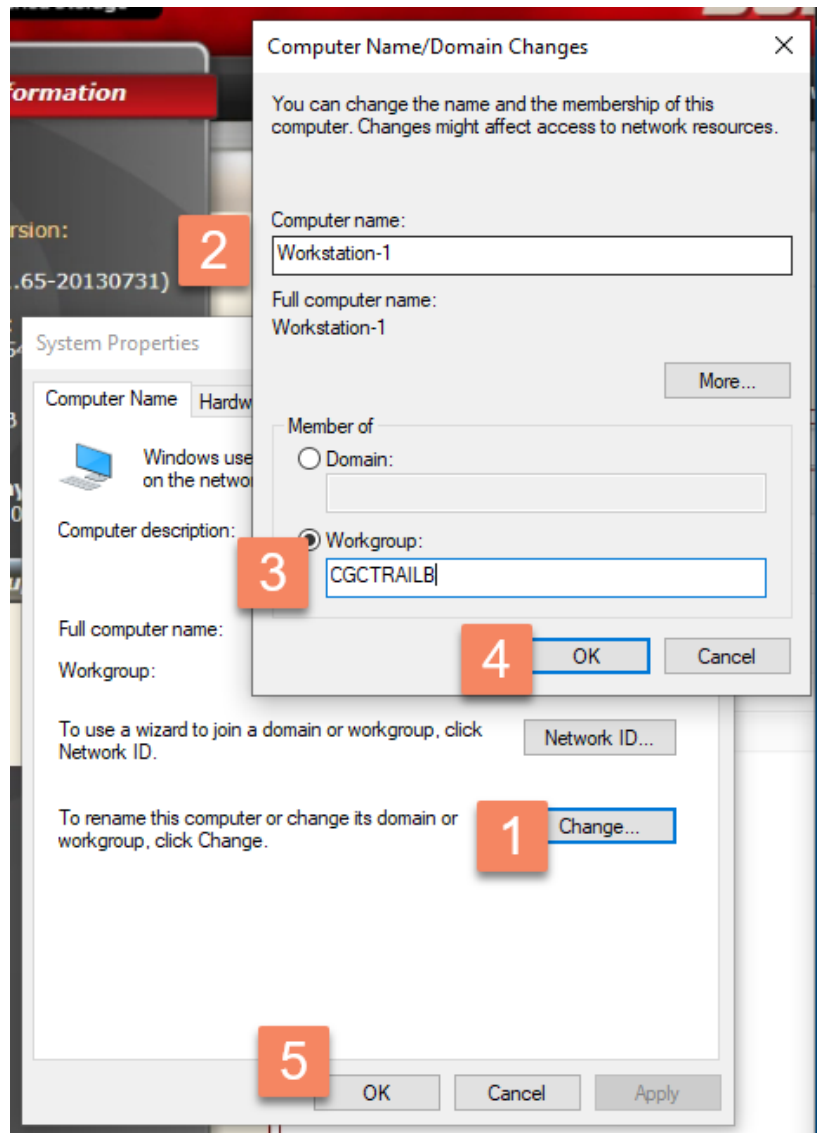 Computer Name/Domain Changes
formation
You can change the name and the membership of this
computer. Changes might affect access to network resources.
rsion:
2
Computer name:
Workstation-1
.65-20130731)
Full computer name:
Workstation-1
More...
System Properties
Computer Name
Hardw
Member of
Domain:
Windows use
on the networ
Computer description:
Workgroup:
3
CGCTRAILB
4
OK
Cancel
Full computer name:
Workgroup:
To use a wizard to join a domain or workgroup, click
Network ID.
Network ID...
To rename this computer or change its domain or
workgroup, click Change.
1
Change...
5
OK
Cancel
Apply